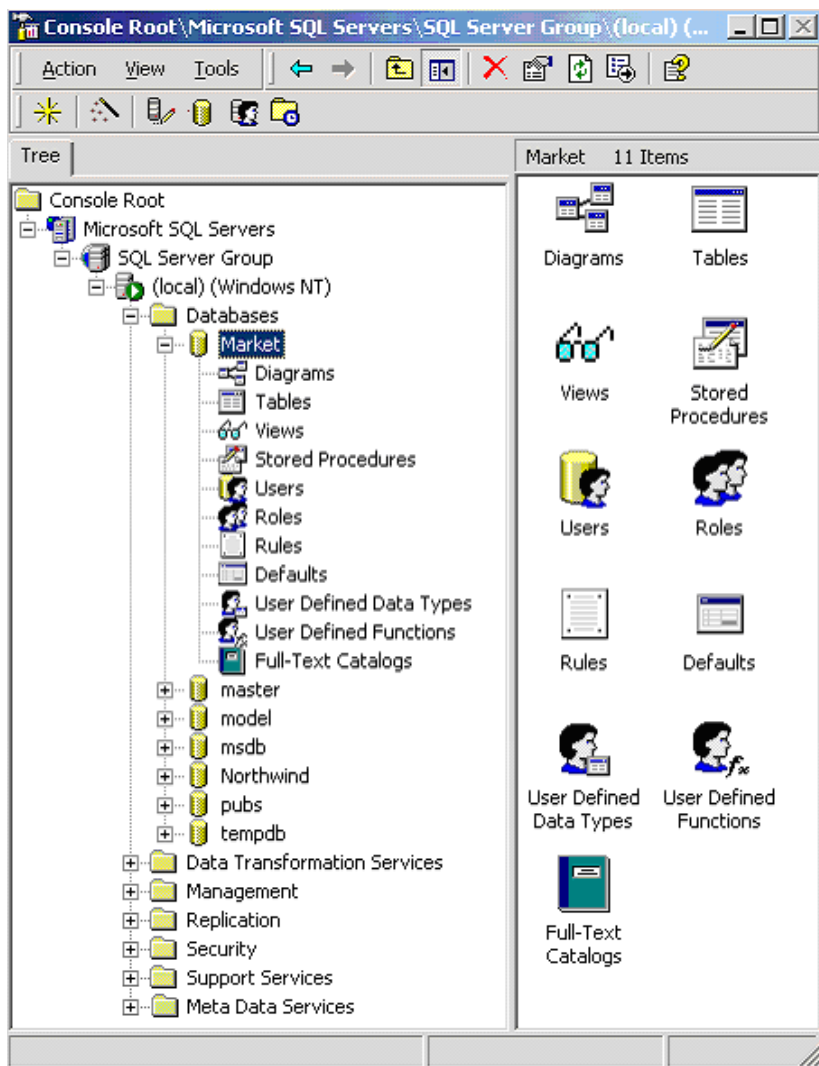 Console Root\Microsoft SQL Servers\SQL Server Group\(local) (...
Action View Tools
Tree
Market 11 Items
Console Root
Microsoft SQL Servers
SQL Server Group
(local) (Windows NT)
Databases
Market
Diagrams
Tables
Views
Stored Procedures
Users
Roles
Rules
Defaults
User Defined Data Types
User Defined Functions
Full-Text Catalogs
master
model
msdb
Northwind
pubs
tempdb
Data Transformation Services
Management
Replication
Security
Support Services
Meta Data Services
Diagrams Tables
Views Stored
Procedures
Users Roles
Rules Defaults
User Defined User Defined
Data Types Functions
Full-Text
Catalogs